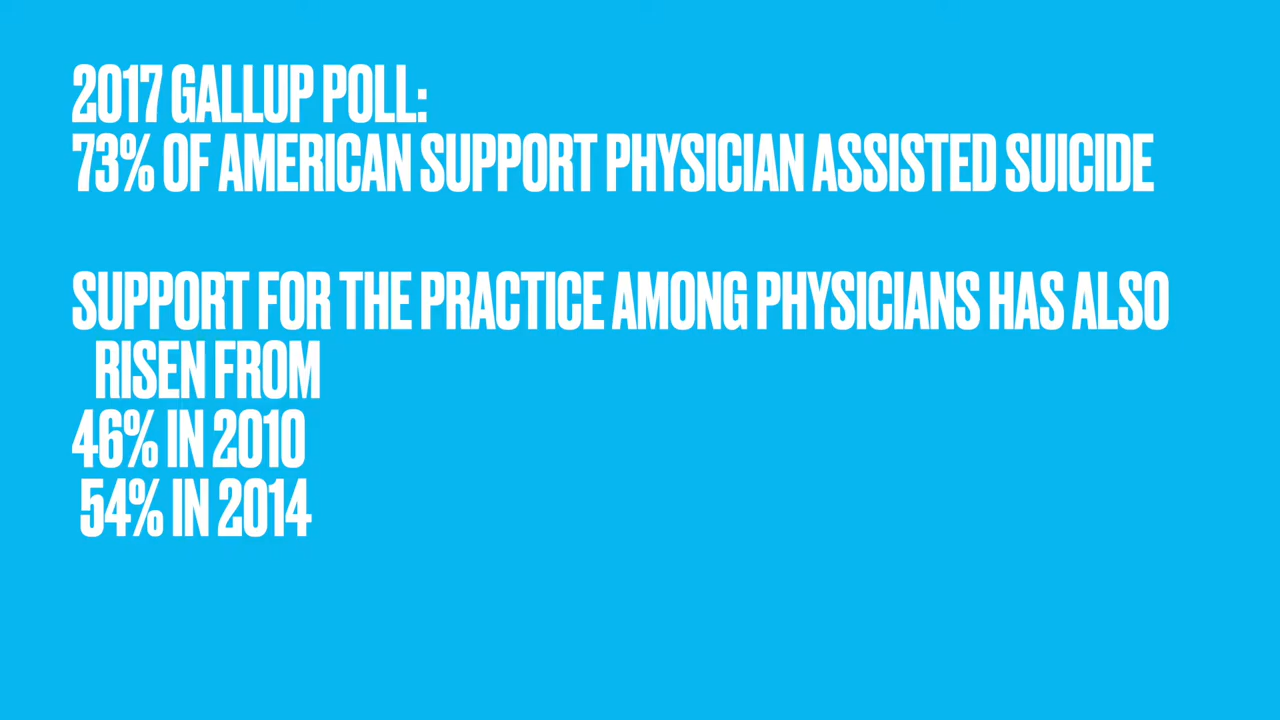 2017 GALLUP POLL:
73% OF AMERICAN SUPPORT PHYSICIAN ASSISTED SUICIDE
SUPPORT FOR THE PRACTICE AMONG PHYSICIANS HAS ALSO
RISEN FROM
46% IN 2010
54% IN 2014